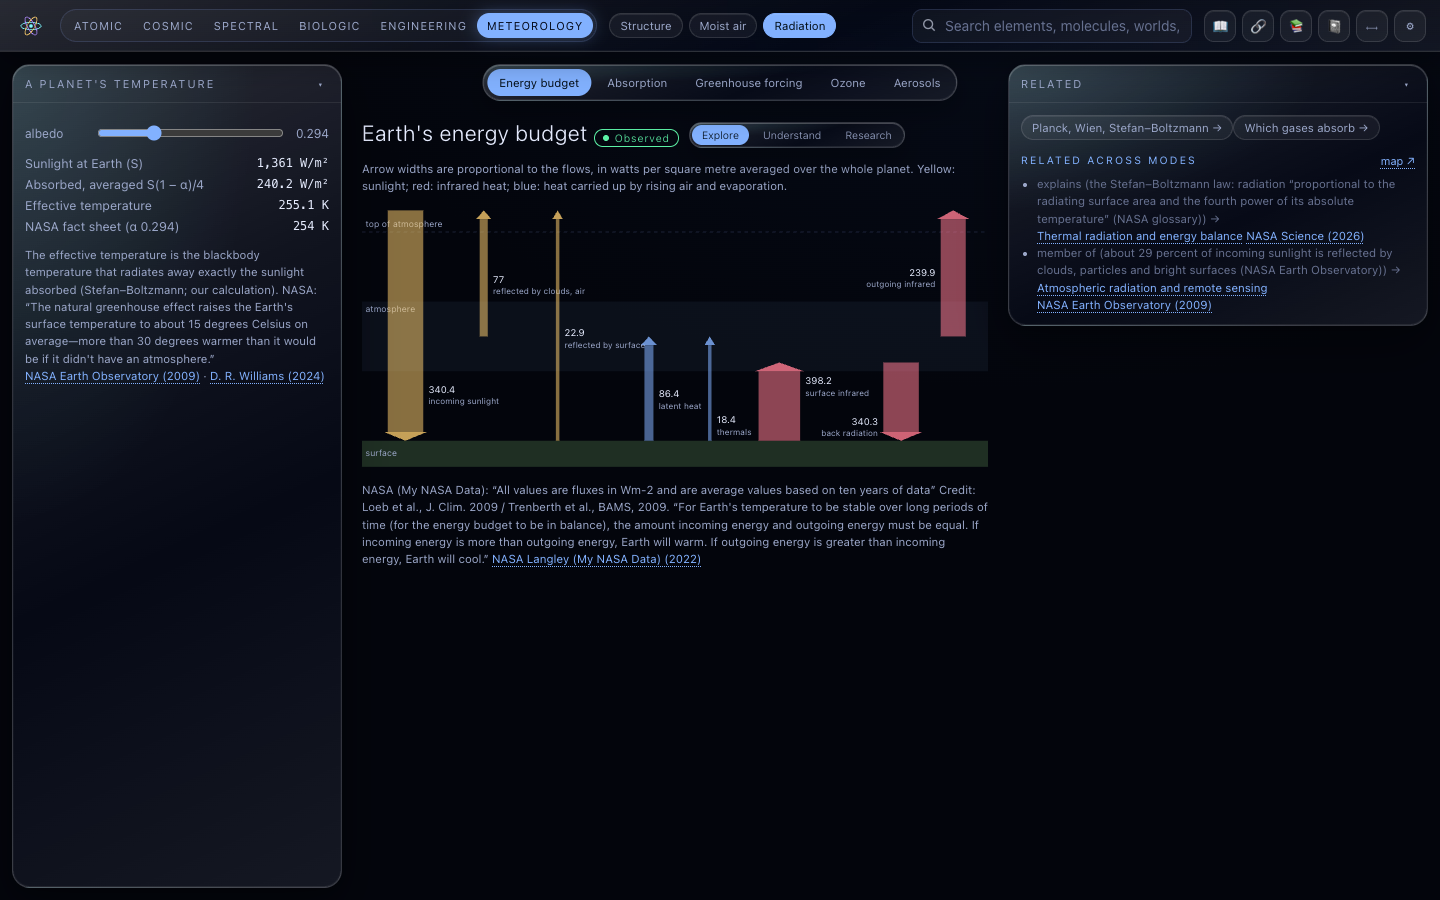 ATOMIC COSMIC SPECTRAL BIOLOGIC ENGINEERING METEOROLOGY Structure Moist air Radiation Search elements, molecules, worlds,
A PLANET'S TEMPERATURE
albedo 0.294
Sunlight at Earth (S) 1,361 W/m²
Absorbed, averaged S(1 − α)/4 240.2 W/m²
Effective temperature 255.1 K
NASA fact sheet (α 0.294) 254 K
The effective temperature is the blackbody
temperature that radiates away exactly the sunlight
absorbed (Stefan–Boltzmann; our calculation). NASA:
“The natural greenhouse effect raises the Earth's
surface temperature to about 15 degrees Celsius on
average—more than 30 degrees warmer than it would
be if it didn't have an atmosphere.”
NASA Earth Observatory (2009) · D. R. Williams (2024)
Energy budget Absorption Greenhouse forcing Ozone Aerosols
Earth's energy budget Observed Explore Understand Research
Arrow widths are proportional to the flows, in watts per square metre averaged over the whole planet. Yellow:
sunlight; red: infrared heat; blue: heat carried up by rising air and evaporation.
top of atmosphere
77
reflected by clouds, air
239.9
outgoing infrared
atmosphere
22.9
reflected by surface
340.4
incoming sunlight
86.4
latent heat
18.4
thermals
398.2
surface infrared
340.3
back radiation
surface
NASA (My NASA Data): “All values are fluxes in Wm-2 and are average values based on ten years of data” Credit:
Loeb et al., J. Clim. 2009 / Trenberth et al., BAMS, 2009. “For Earth's temperature to be stable over long periods of
time (for the energy budget to be in balance), the amount incoming energy and outgoing energy must be equal. If
incoming energy is more than outgoing energy, Earth will warm. If outgoing energy is greater than incoming
energy, Earth will cool.” NASA Langley (My NASA Data) (2022)
RELATED
Planck, Wien, Stefan–Boltzmann → Which gases absorb →
RELATED ACROSS MODES map ↗
explains (the Stefan–Boltzmann law: radiation “proportional to the
radiating surface area and the fourth power of its absolute
temperature” (NASA glossary)) →
Thermal radiation and energy balance NASA Science (2026)
member of (about 29 percent of incoming sunlight is reflected by
clouds, particles and bright surfaces (NASA Earth Observatory)) →
Atmospheric radiation and remote sensing
NASA Earth Observatory (2009)